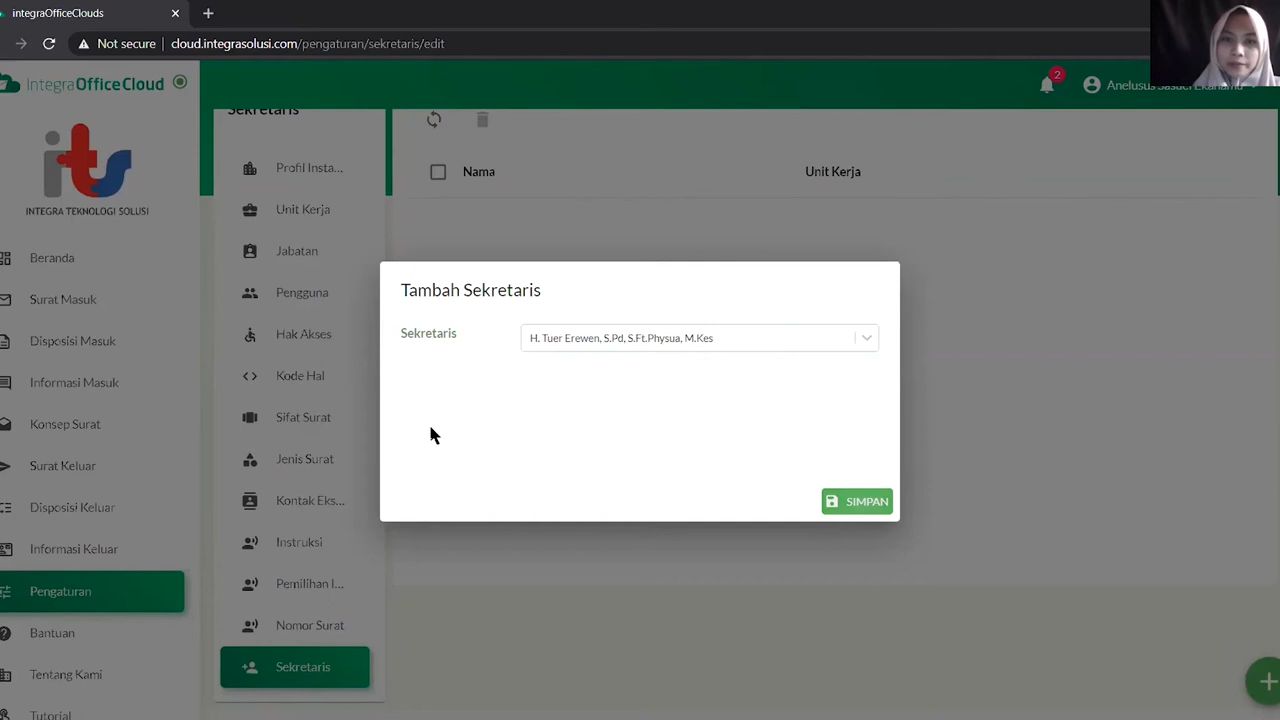 integraOfficeClouds
Not secure
cloud.integrasolusi.com/pengaturan/sekretaris/edit
IntegraOfficeCloud
2
its
INTEGRA TEKNOLOGI SOLUSI
Beranda
Surat Masuk
Disposisi Masuk
Informasi Masuk
Konsep Surat
Surat Keluar
Disposisi Keluar
Informasi Keluar
Pengaturan
Bantuan
Tentang Kami
Tutorial
Sekretaris
Profil Insta...
Unit Kerja
Jabatan
Pengguna
Hak Akses
Kode Hal
Sifat Surat
Jenis Surat
Kontak Eks...
Instruksi
Pemilihan I...
Nomor Surat
Sekretaris
Nama
Unit Kerja
Tambah Sekretaris
Sekretaris
H. Tuer Erewen, S.Pd, S.Ft.Physua, M.Kes
SIMPAN